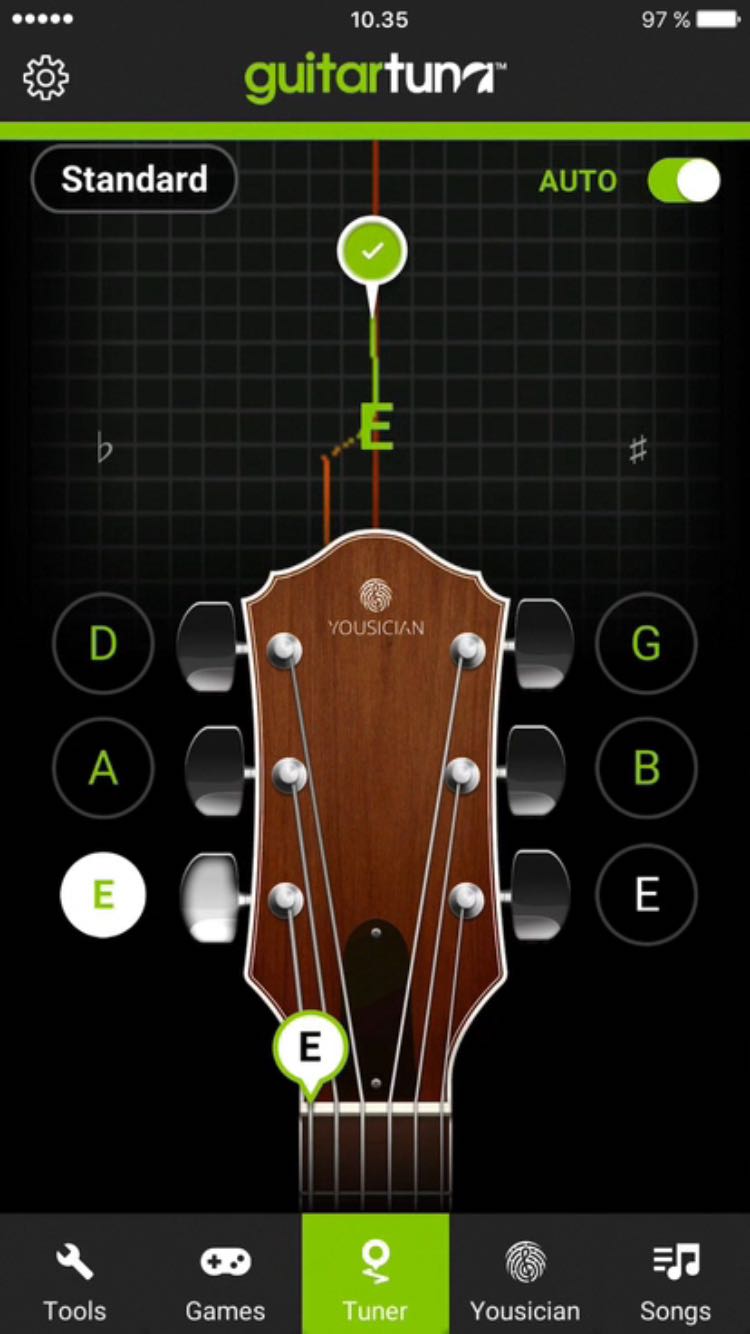 10.35
97 %
guitartuna™
Standard
AUTO
E
♭
♯
YOUSICIAN
D
G
A
B
E
E
E
Tools
Games
Tuner
Yousician
Songs